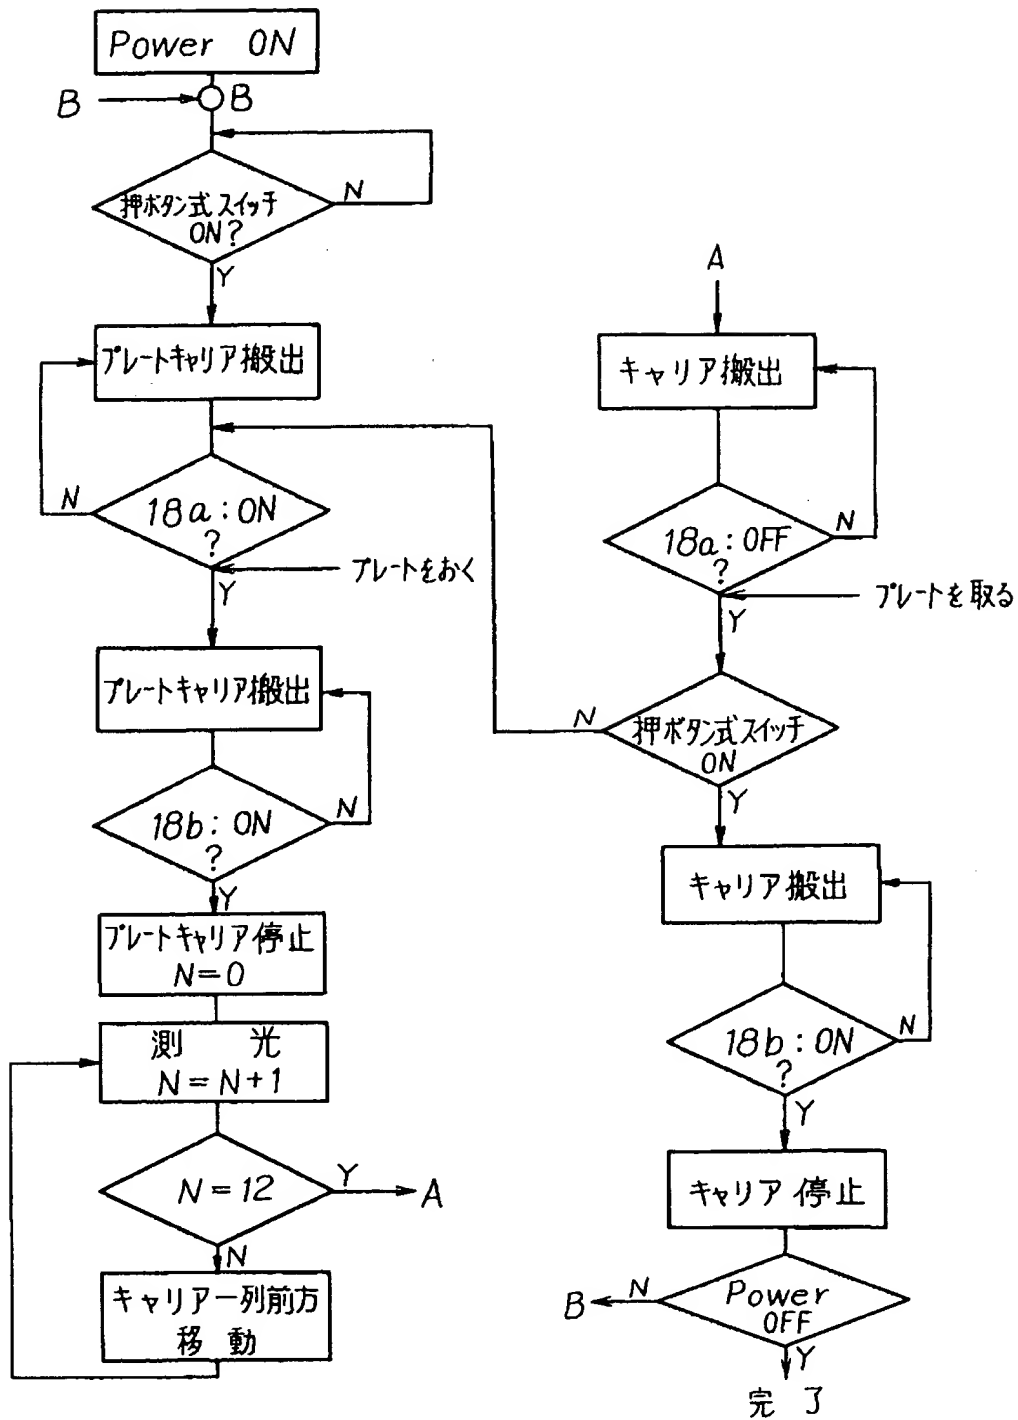 Power ON
B
B
押ボタン式スイッチ
ON?
N
Y
プレートキャリア搬出
18a:ON
?
N
Y
プレートをおく
プレートキャリア搬出
18b:ON
?
N
Y
プレートキャリア停止
N=0
測 光
N=N+1
N=12
Y
A
N
キャリアー列前方
移動
A
キャリア搬出
18a:OFF
?
N
Y
プレートを取る
押ボタン式スイッチ
ON
N
Y
キャリア搬出
18b:ON
?
N
Y
キャリア停止
Power
OFF
N
B
Y
完了